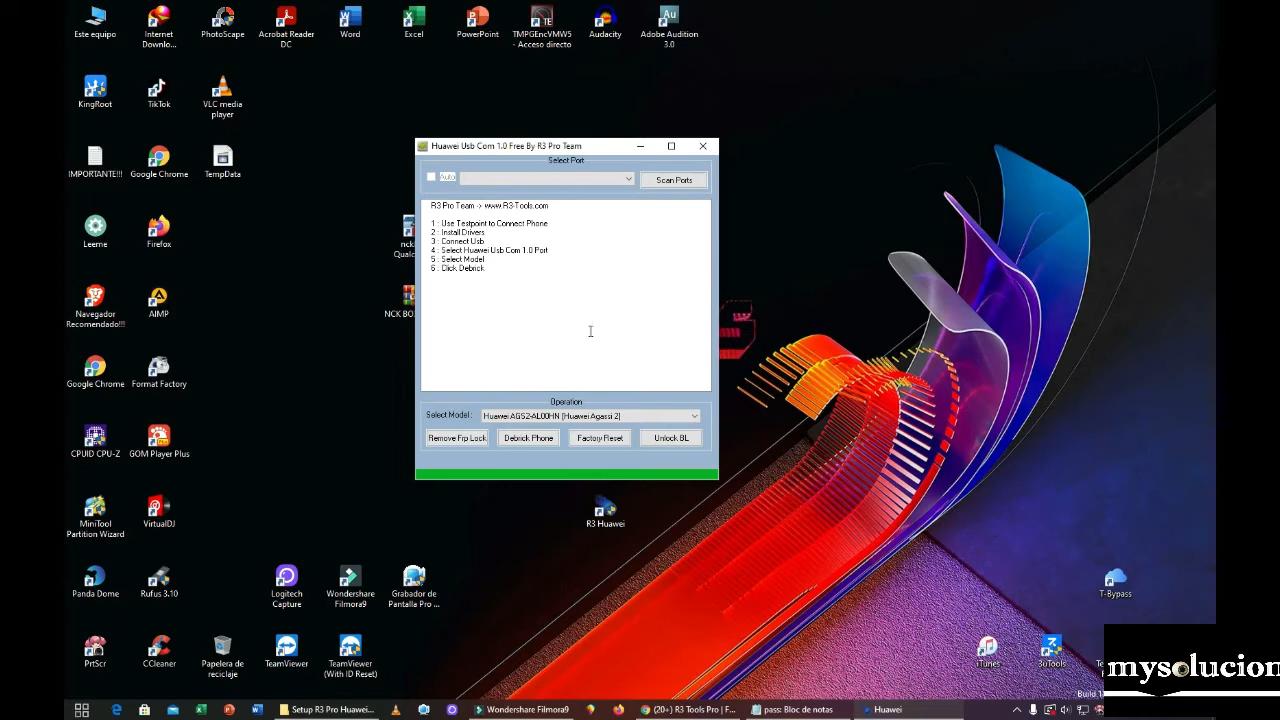 Este equipo
Internet
Downlo...
PhotoScape
Acrobat Reader
DC
Word
Excel
PowerPoint
TMPGEncVMW5
- Acceso directo
Audacity
Adobe Audition
3.0
KingRoot
TikTok
VLC media
player
IMPORTANTE!!!
Google Chrome
TempData
Leeme
Firefox
Navegador
Recomendado!!!
AIMP
Google Chrome
Format Factory
CPUID CPU-Z
GOM Player Plus
MiniTool
Partition Wizard
VirtualDJ
Panda Dome
Rufus 3.10
Logitech
Capture
Wondershare
Filmora9
Grabador de
Pantalla Pro ...
PrtScr
CCleaner
Papelera de
reciclaje
TeamViewer
TeamViewer
(With ID Reset)
nck
Qualc
NCK BO
Huawei Usb Com 1.0 Free By R3 Pro Team
Select Port
Auto
Scan Ports
R3 Pro Team -> www.R3-Tools.com
1 : Use Testpoint to Connect Phone
2 : Install Drivers
3 : Connect Usb
4 : Select Huawei Usb Com 1.0 Port
5 : Select Model
6 : Click Debrick
Operation
Select Model :
Huawei AGS2-AL00HN [Huawei Agassi 2]
Remove Frp Lock
Debrick Phone
Factory Reset
Unlock BL
R3 Huawei
T-Bypass
iTunes
3uTools
Build 1
mysolucion
Setup R3 Pro Huawei...
Wondershare Filmora9
(20+) R3 Tools Pro | F...
pass: Bloc de notas
Huawei